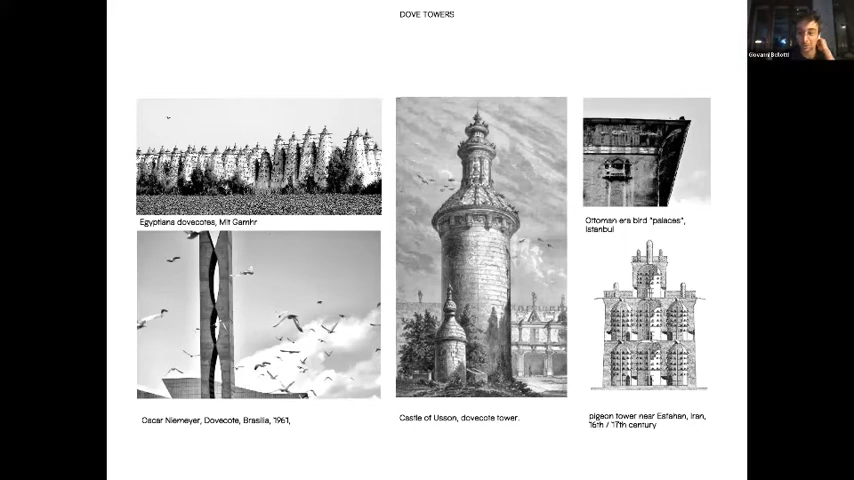 DOVE TOWERS
Giovanni Bellotti
Egyptians dovecotes, Mit Gamhr
Ottoman era bird "palaces",
Istanbul
Oscar Niemeyer, Dovecote, Brasilia, 1961,
Castle of Usson, dovecote tower.
pigeon tower near Esfahan, Iran,
16th / 17th century